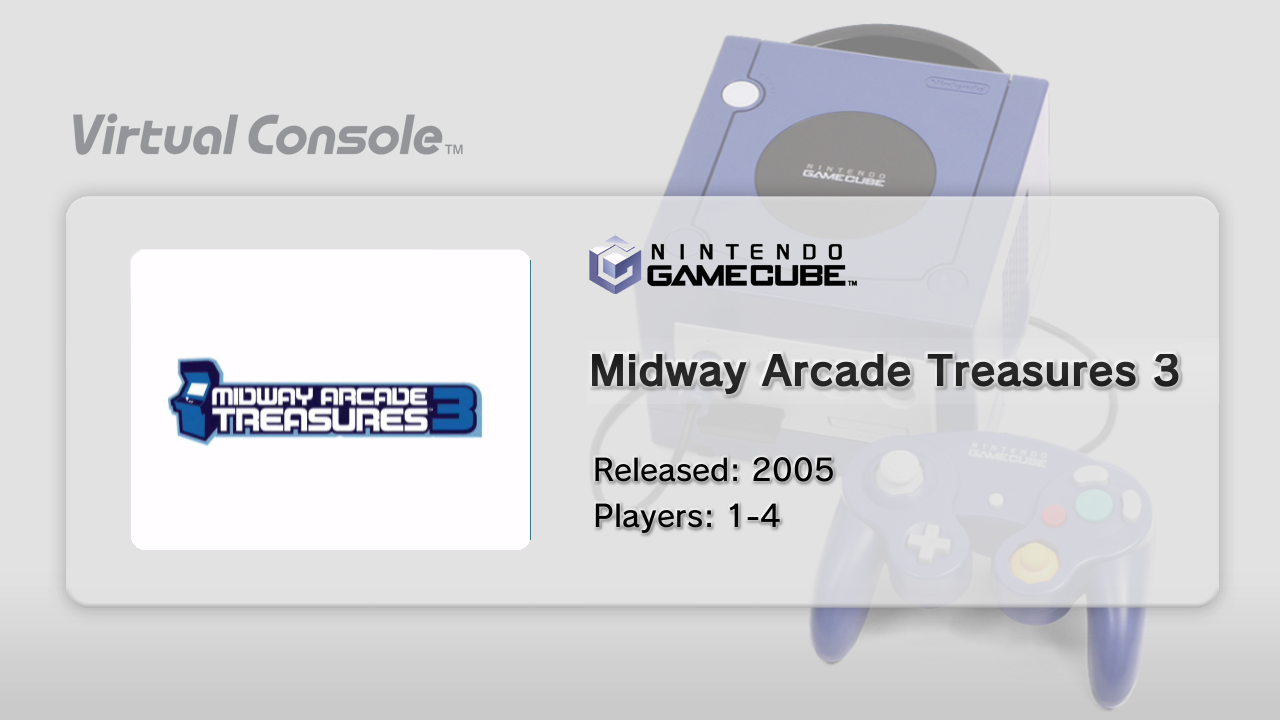 Virtual Console™
Nintendo
NINTENDO
GAMECUBE
NINTENDO
GAMECUBE™
MIDWAY ARCADE
TREASURES 3
Midway Arcade Treasures 3
Released: 2005
Players: 1-4
NINTENDO
GAMECUBE